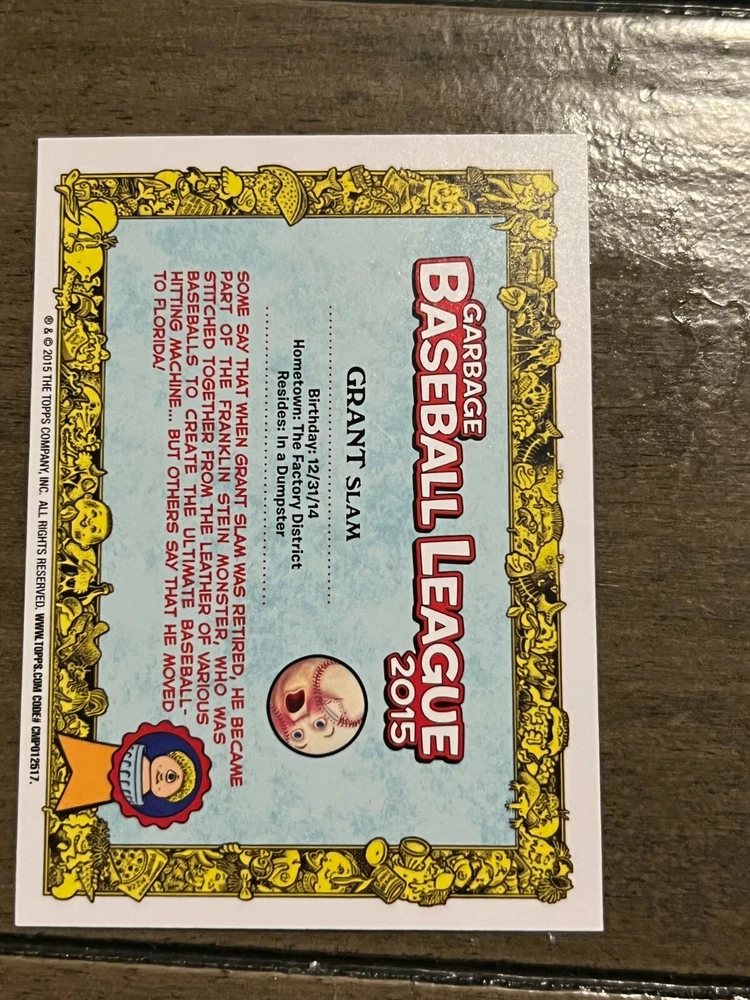 GARBAGE
BASEBALL LEAGUE
2015
GRANT SLAM
Birthday: 12/31/14
Hometown: The Factory District
Resides: In a Dumpster
SOME SAY THAT WHEN GRANT SLAM WAS RETIRED, HE BECAME
PART OF THE FRANKLIN STEIN MONSTER, WHO WAS
STITCHED TOGETHER FROM THE LEATHER OF VARIOUS
BASEBALLS TO CREATE THE ULTIMATE BASEBALL-
HITTING MACHINE... BUT OTHERS SAY THAT HE MOVED
TO FLORIDA!
® & © 2015 THE TOPPS COMPANY, INC. ALL RIGHTS RESERVED. WWW.TOPPS.COM CODE# CMP012517.